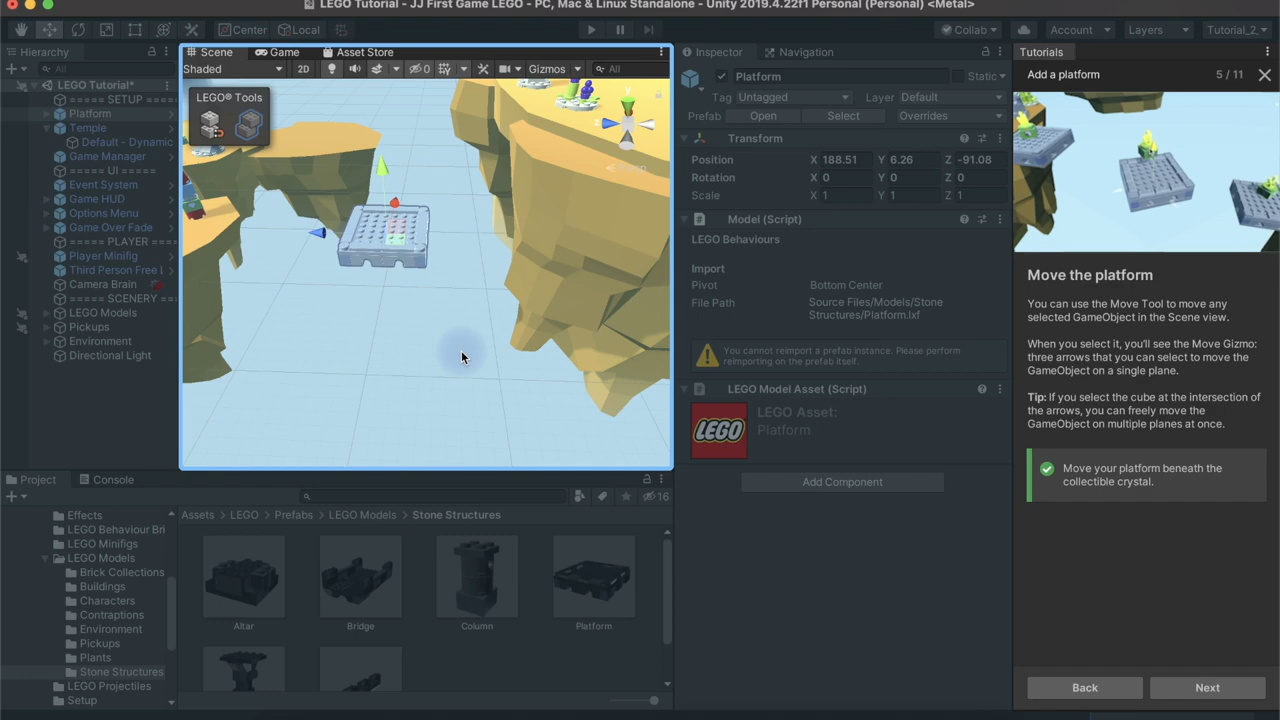 LEGO Tutorial - JJ First Game LEGO - PC, Mac & Linux Standalone - Unity 2019.4.22f1 Personal (Personal) <Metal>
Center
Local
Collab
Account
Layers
Tutorial_2_
Hierarchy
All
LEGO Tutorial*
===== SETUP =====
Platform
Temple
Default - Dynamic
Game Manager
===== UI =====
Event System
Game HUD
Options Menu
Game Over Fade
===== PLAYER =====
Player Minifig
Third Person Free L
Camera Brain
===== SCENERY =====
LEGO Models
Pickups
Environment
Directional Light
Scene
Game
Asset Store
Shaded
2D
0
Gizmos
All
LEGO® Tools
Persp
Inspector
Navigation
Platform
Static
Tag Untagged
Layer Default
Prefab Open Select Overrides
Transform
Position X 188.51 Y 6.26 Z -91.08
Rotation X 0 Y 0 Z 0
Scale X 1 Y 1 Z 1
Model (Script)
LEGO Behaviours
Import
Pivot Bottom Center
File Path Source Files/Models/Stone
Structures/Platform.lxf
You cannot reimport a prefab instance. Please perform
reimporting on the prefab itself.
LEGO Model Asset (Script)
LEGO
LEGO Asset:
Platform
Add Component
Tutorials
Add a platform
5 / 11
Move the platform
You can use the Move Tool to move any
selected GameObject in the Scene view.
When you select it, you'll see the Move Gizmo:
three arrows that you can select to move the
GameObject on a single plane.
Tip: If you select the cube at the intersection of
the arrows, you can freely move the
GameObject on multiple planes at once.
Move your platform beneath the
collectible crystal.
Back
Next
Project
Console
16
Effects
LEGO Behaviour Bri
LEGO Minifigs
LEGO Models
Brick Collections
Buildings
Characters
Contraptions
Environment
Pickups
Plants
Stone Structures
LEGO Projectiles
Setup
Assets > LEGO > Prefabs > LEGO Models > Stone Structures
Altar
Bridge
Column
Platform